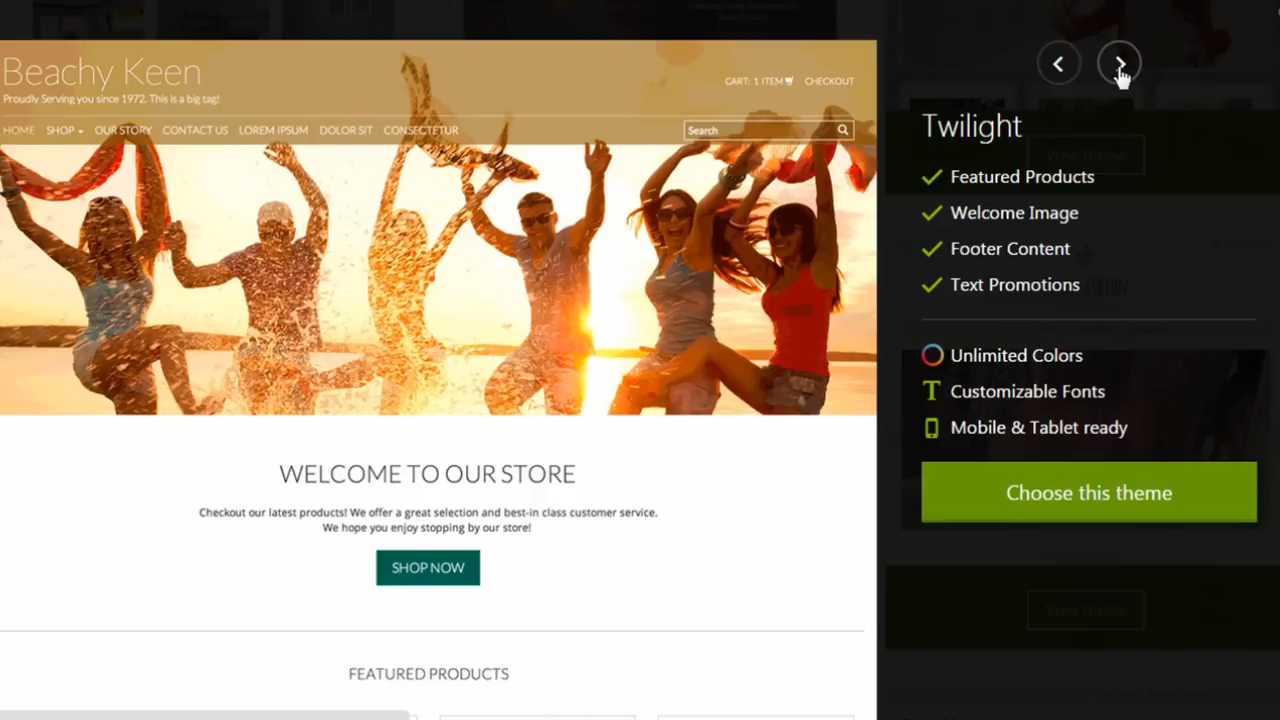 Beachy Keen
Proudly Serving you since 1972. This is a big tag!
CART: 1 ITEM CHECKOUT
HOME SHOP OUR STORY CONTACT US LOREM IPSUM DOLOR SIT CONSECTETUR
Search
WELCOME TO OUR STORE
Checkout our latest products! We offer a great selection and best-in class customer service.
We hope you enjoy stopping by our store!
SHOP NOW
FEATURED PRODUCTS
Twilight
View theme
Featured Products
Welcome Image
Footer Content
Text Promotions
Unlimited Colors
Customizable Fonts
Mobile & Tablet ready
Choose this theme
View theme